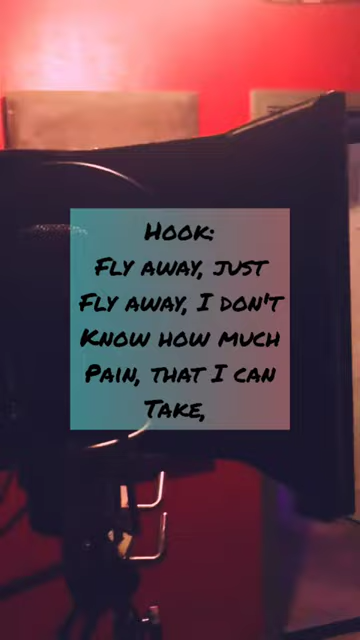 Hook:
Fly away, just
Fly away, I don't
Know how much
Pain, that I can
Take,